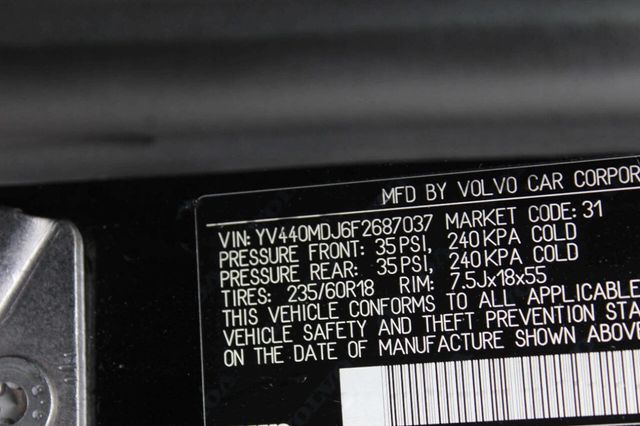 MFD BY VOLVO CAR CORPOR
VIN: YV440MDJ6F2687037 MARKET CODE: 31
PRESSURE FRONT: 35PSI, 240KPA COLD
PRESSURE REAR: 35PSI, 240KPA COLD
TIRES: 235/60R18 RIM: 7.5Jx18x55
THIS VEHICLE CONFORMS TO ALL APPLICABLE
VEHICLE SAFETY AND THEFT PREVENTION STA
ON THE DATE OF MANUFACTURE SHOWN ABOVE